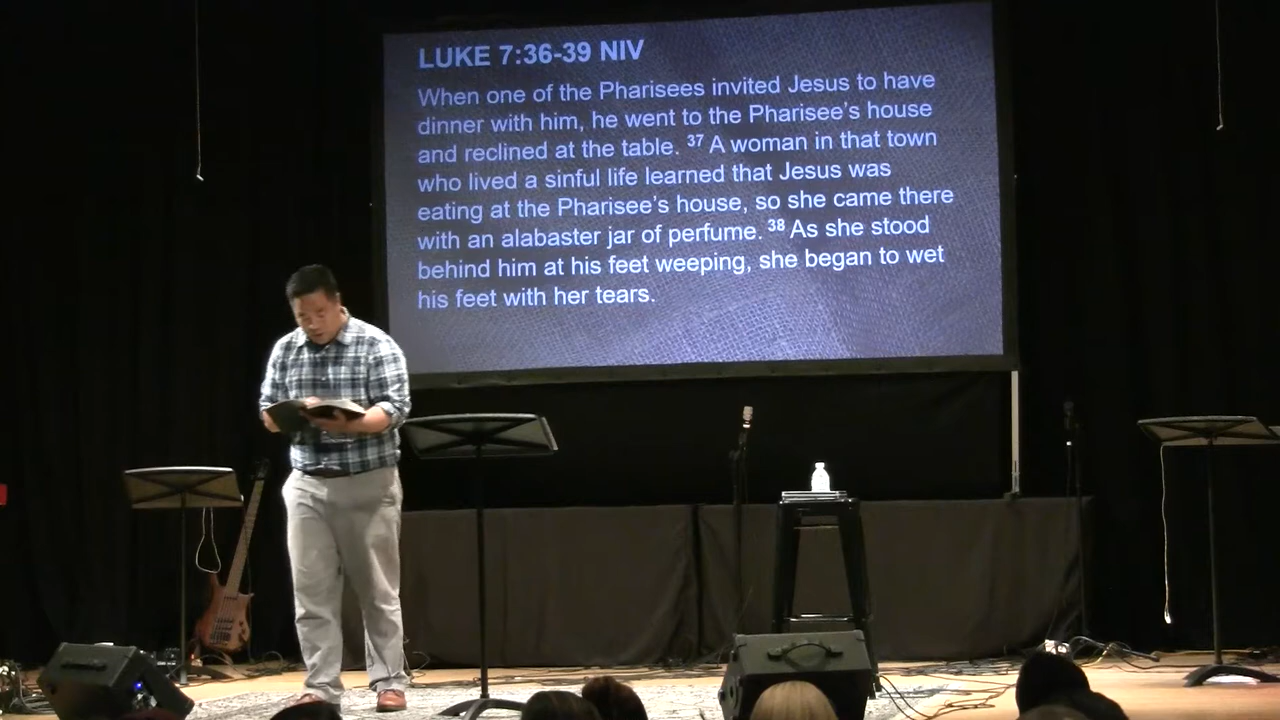 LUKE 7:36-39 NIV
When one of the Pharisees invited Jesus to have
dinner with him, he went to the Pharisee's house
and reclined at the table. 37 A woman in that town
who lived a sinful life learned that Jesus was
eating at the Pharisee's house, so she came there
with an alabaster jar of perfume. 38 As she stood
behind him at his feet weeping, she began to wet
his feet with her tears.